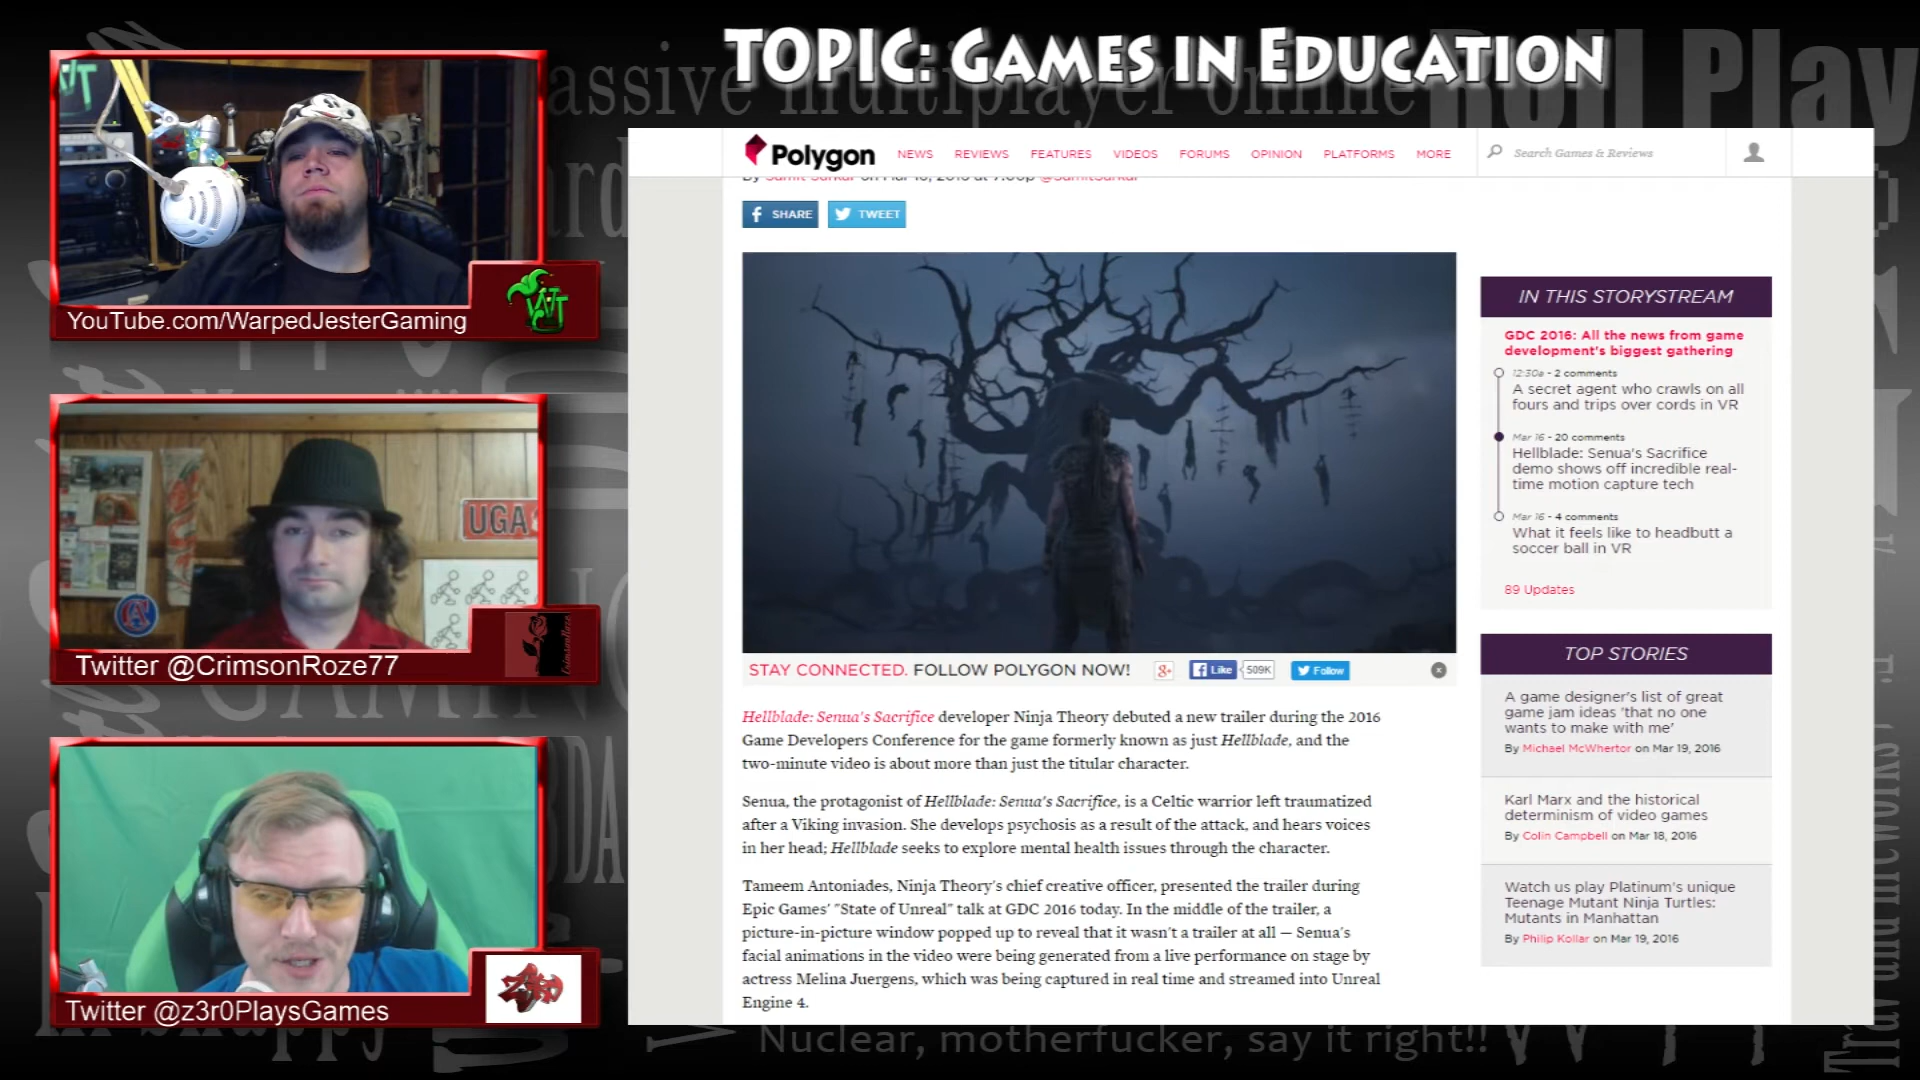 TOPIC: GAMES IN EDUCATION
assive multiplayer online
Roll Play
YouTube.com/WarpedJesterGaming
UGA
Twitter @CrimsonRoze77
Twitter @z3r0PlaysGames
Polygon
NEWS REVIEWS FEATURES VIDEOS FORUMS OPINION PLATFORMS MORE
Search Games & Reviews
SHARE TWEET
STAY CONNECTED. FOLLOW POLYGON NOW! Like 509K Follow
Hellblade: Senua's Sacrifice developer Ninja Theory debuted a new trailer during the 2016
Game Developers Conference for the game formerly known as just Hellblade, and the
two-minute video is about more than just the titular character.
Senua, the protagonist of Hellblade: Senua's Sacrifice, is a Celtic warrior left traumatized
after a Viking invasion. She develops psychosis as a result of the attack, and hears voices
in her head; Hellblade seeks to explore mental health issues through the character.
Tameem Antoniades, Ninja Theory's chief creative officer, presented the trailer during
Epic Games' "State of Unreal" talk at GDC 2016 today. In the middle of the trailer, a
picture-in-picture window popped up to reveal that it wasn't a trailer at all — Senua's
facial animations in the video were being generated from a live performance on stage by
actress Melina Juergens, which was being captured in real time and streamed into Unreal
Engine 4.
IN THIS STORYSTREAM
GDC 2016: All the news from game
development's biggest gathering
12:30a - 2 comments
A secret agent who crawls on all
fours and trips over cords in VR
Mar 16 - 20 comments
Hellblade: Senua's Sacrifice
demo shows off incredible real-
time motion capture tech
Mar 16 - 4 comments
What it feels like to headbutt a
soccer ball in VR
89 Updates
TOP STORIES
A game designer's list of great
game jam ideas 'that no one
wants to make with me'
By Michael McWhertor on Mar 19, 2016
Karl Marx and the historical
determinism of video games
By Colin Campbell on Mar 18, 2016
Watch us play Platinum's unique
Teenage Mutant Ninja Turtles:
Mutants in Manhattan
By Philip Kollar on Mar 19, 2016
Nuclear, motherfucker, say it right!!